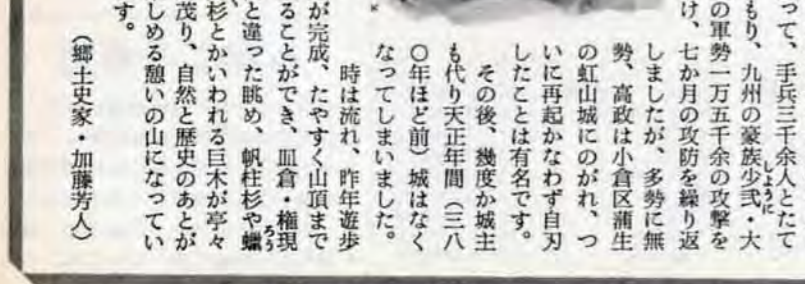 って、手兵三千余人とたて
もり、九州の豪族少弐・大
しように
の軍勢一万五千余の攻撃を
け、七か月の攻防を繰り返
しましたが、多勢に無
勢、高政は小倉区蒲生
の虹山城にのがれ、つ
いに再起かなわず自刃
したことは有名です。
その後、幾度か城主
も代り天正年間（三八
〇年ほど前）城はなく
なってしまいました。
時は流れ、昨年遊歩
が完成、たやすく山頂まで
ることができ、皿倉・権現
と違った眺め、帆柱杉や蠟
ろう
杉とかいわれる巨木が亭々
茂り、自然と歴史のあとが
しめる憩いの山になってい
す。
（郷土史家・加藤芳人）